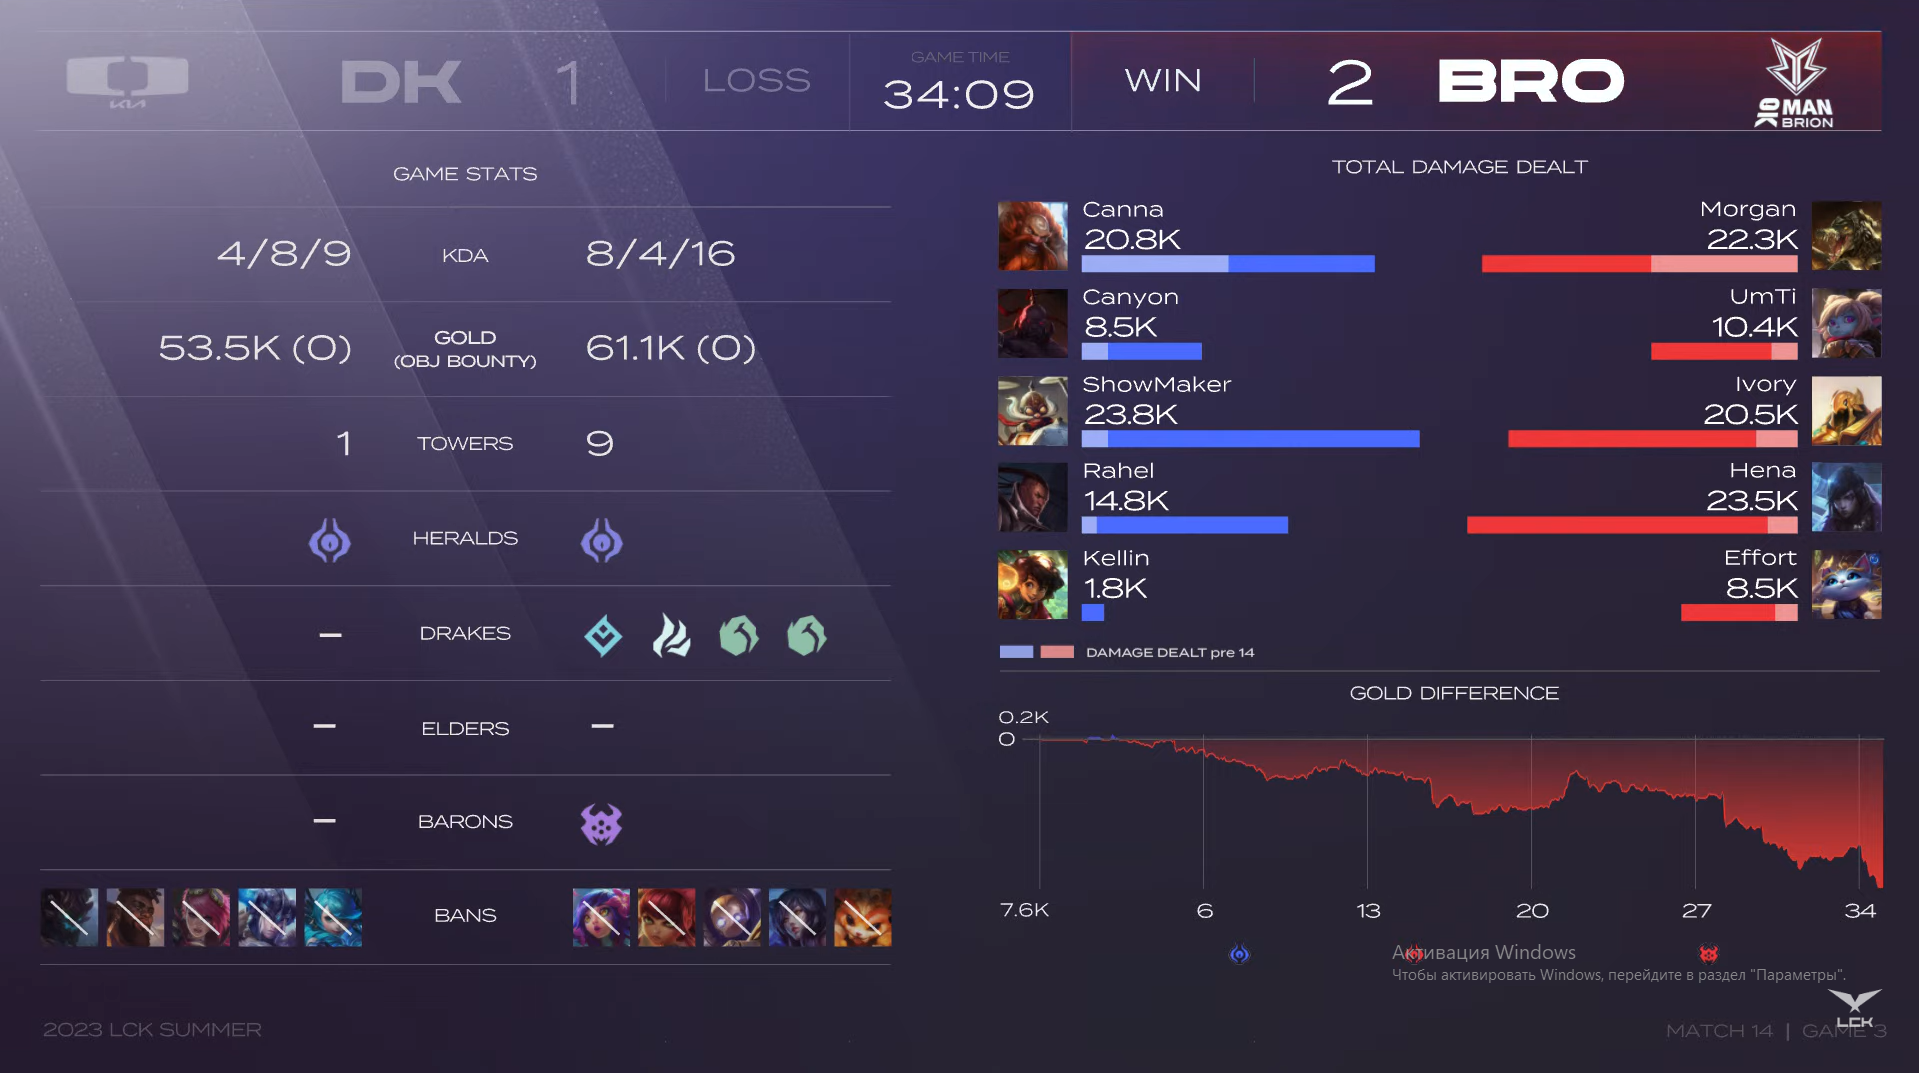 DK 1 LOSS
GAME TIME
34:09
WIN 2 BRO
KIA
OK
MAN
BRION
GAME STATS
4/8/9 KDA 8/4/16
53.5K (0) GOLD (OBJ BOUNTY) 61.1K (0)
1 TOWERS 9
HERALDS
– DRAKES
– ELDERS –
– BARONS
BANS
TOTAL DAMAGE DEALT
Canna
20.8K
Morgan
22.3K
Canyon
8.5K
UmTi
10.4K
ShowMaker
23.8K
Ivory
20.5K
Rahel
14.8K
Hena
23.5K
Kellin
1.8K
Effort
8.5K
DAMAGE DEALT pre 14
GOLD DIFFERENCE
0.2K
0
7.6K 6 13 20 27 34
Активация Windows
Чтобы активировать Windows, перейдите в раздел "Параметры".
LCK
2023 LCK SUMMER
MATCH 14 | GAME 3